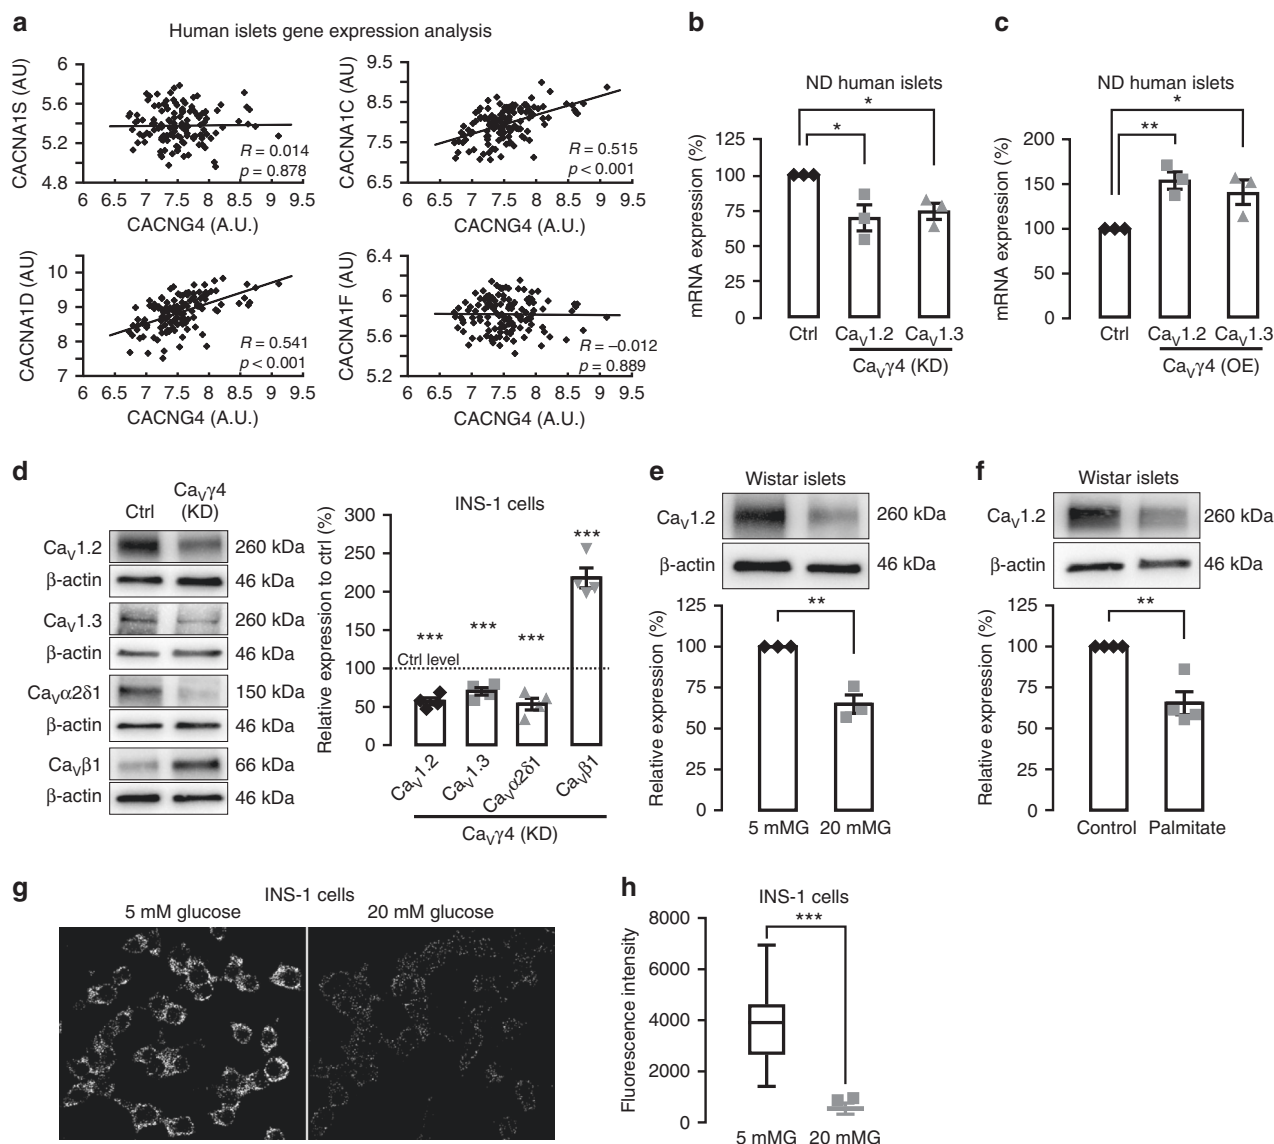 a
Human islets gene expression analysis
CACNA1S (AU)
6
5.6
5.2
4.8
R = 0.014
p = 0.878
6 6.5 7 7.5 8 8.5 9 9.5
CACNG4 (A.U.)
CACNA1C (AU)
9.5
8.5
7.5
6.5
R = 0.515
p < 0.001
6 6.5 7 7.5 8 8.5 9 9.5
CACNG4 (A.U.)
CACNA1D (AU)
10
9
8
7
R = 0.541
p < 0.001
6 6.5 7 7.5 8 8.5 9 9.5
CACNG4 (A.U.)
CACNA1F (AU)
6.4
6
5.6
5.2
R = –0.012
p = 0.889
6 6.5 7 7.5 8 8.5 9 9.5
CACNG4 (A.U.)
b
ND human islets
*
*
mRNA expression (%)
125
100
75
50
25
0
Ctrl CaV1.2 CaV1.3
CaVγ4 (KD)
c
ND human islets
*
**
mRNA expression (%)
200
150
100
50
0
Ctrl CaV1.2 CaV1.3
CaVγ4 (OE)
d
Ctrl CaVγ4 (KD)
CaV1.2 260 kDa
β-actin 46 kDa
CaV1.3 260 kDa
β-actin 46 kDa
CaVα2δ1 150 kDa
β-actin 46 kDa
CaVβ1 66 kDa
β-actin 46 kDa
INS-1 cells
Relative expression to ctrl (%)
300
250
200
150
100
50
0
*** *** *** ***
Ctrl level
CaV1.2 CaV1.3 CaVα2δ1 CaVβ1
CaVγ4 (KD)
e
Wistar islets
CaV1.2 260 kDa
β-actin 46 kDa
**
Relative expression (%)
125
100
75
50
25
0
5 mMG 20 mMG
f
Wistar islets
CaV1.2 260 kDa
β-actin 46 kDa
**
Relative expression (%)
125
100
75
50
25
0
Control Palmitate
g
INS-1 cells
5 mM glucose 20 mM glucose
h
INS-1 cells
***
Fluorescence intensity
8000
6000
4000
2000
0
5 mMG 20 mMG